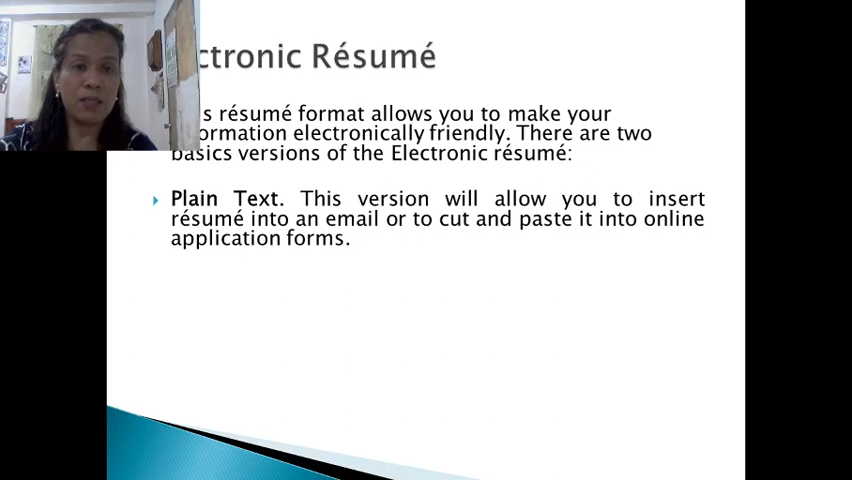 ctronic Résumé
s résumé format allows you to make your
ormation electronically friendly. There are two
basics versions of the Electronic résumé:
Plain Text. This version will allow you to insert
résumé into an email or to cut and paste it into online
application forms.